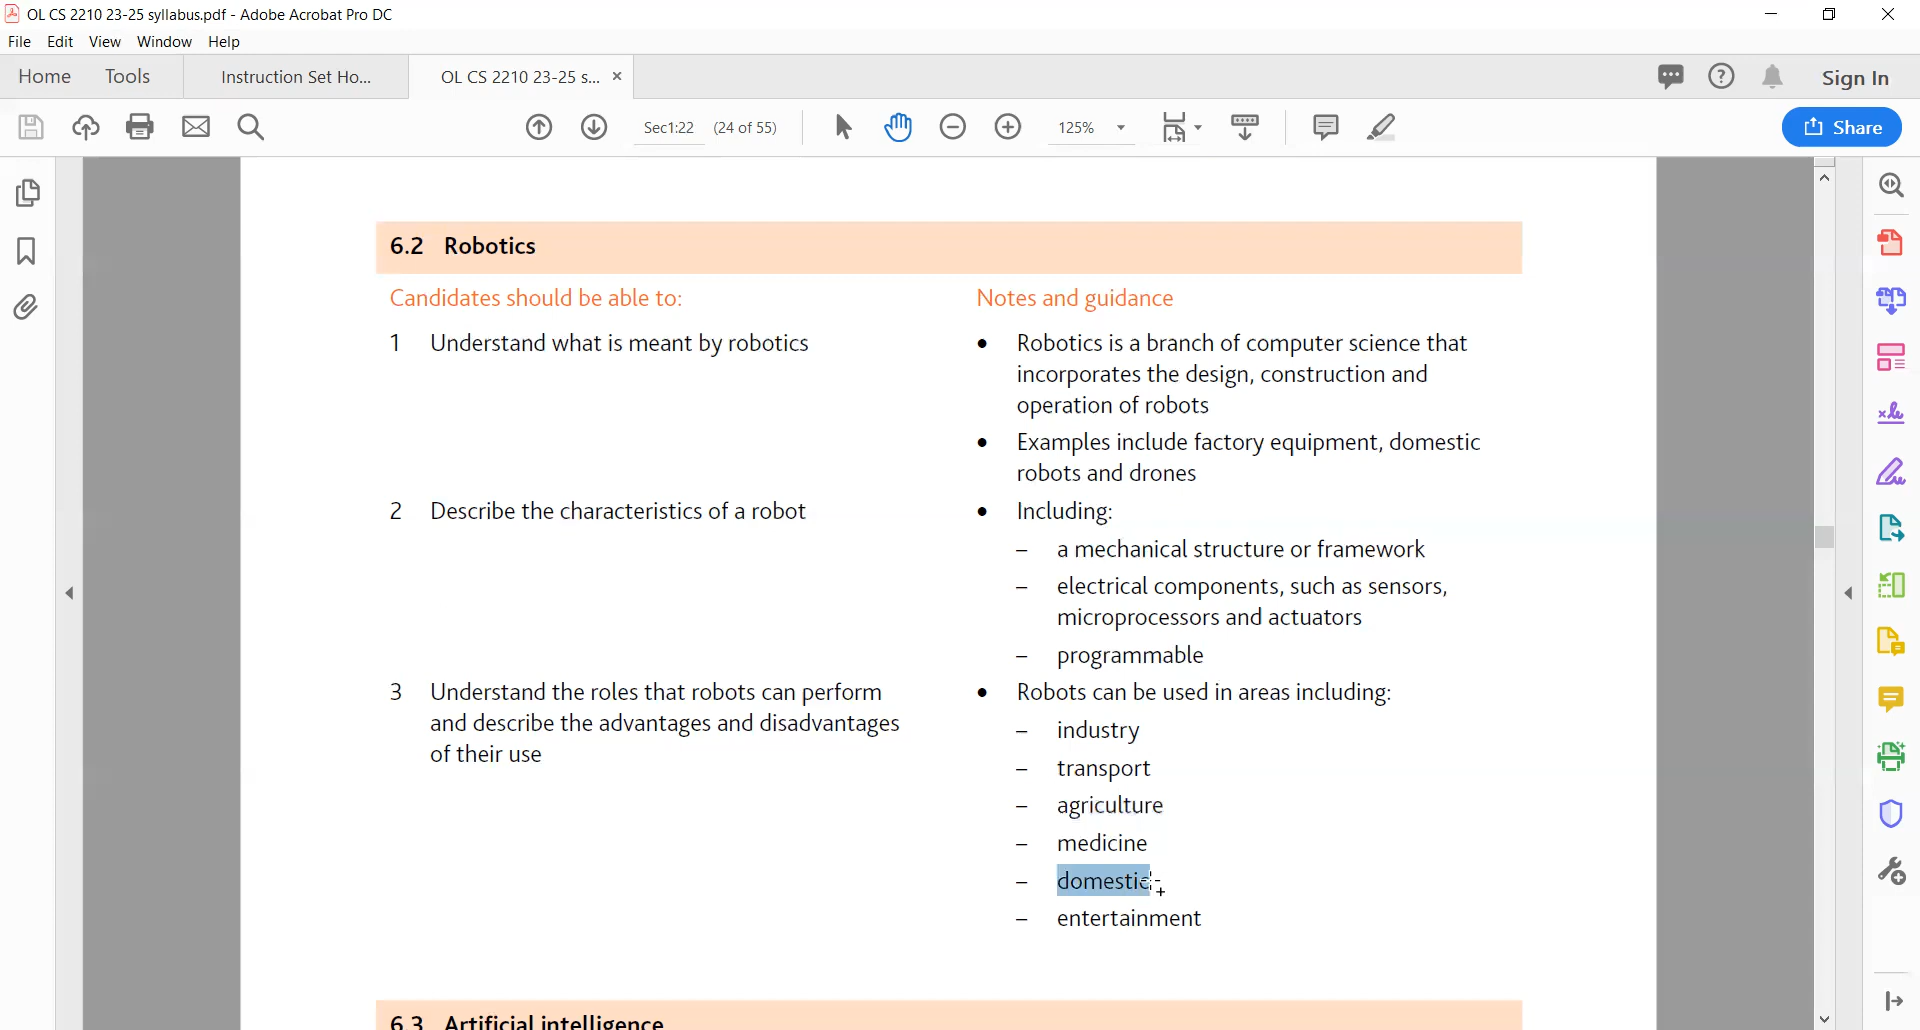 OL CS 2210 23-25 syllabus.pdf - Adobe Acrobat Pro DC
File Edit View Window Help
Home Tools Instruction Set Ho... OL CS 2210 23-25 s... × Sign In
Sec1:22 (24 of 55) 125% Share
6.2 Robotics
Candidates should be able to: Notes and guidance
1 Understand what is meant by robotics
• Robotics is a branch of computer science that
incorporates the design, construction and
operation of robots
• Examples include factory equipment, domestic
robots and drones
2 Describe the characteristics of a robot
• Including:
– a mechanical structure or framework
– electrical components, such as sensors,
microprocessors and actuators
– programmable
3 Understand the roles that robots can perform
and describe the advantages and disadvantages
of their use
• Robots can be used in areas including:
– industry
– transport
– agriculture
– medicine
– domestic
– entertainment
6.3 Artificial intelligence